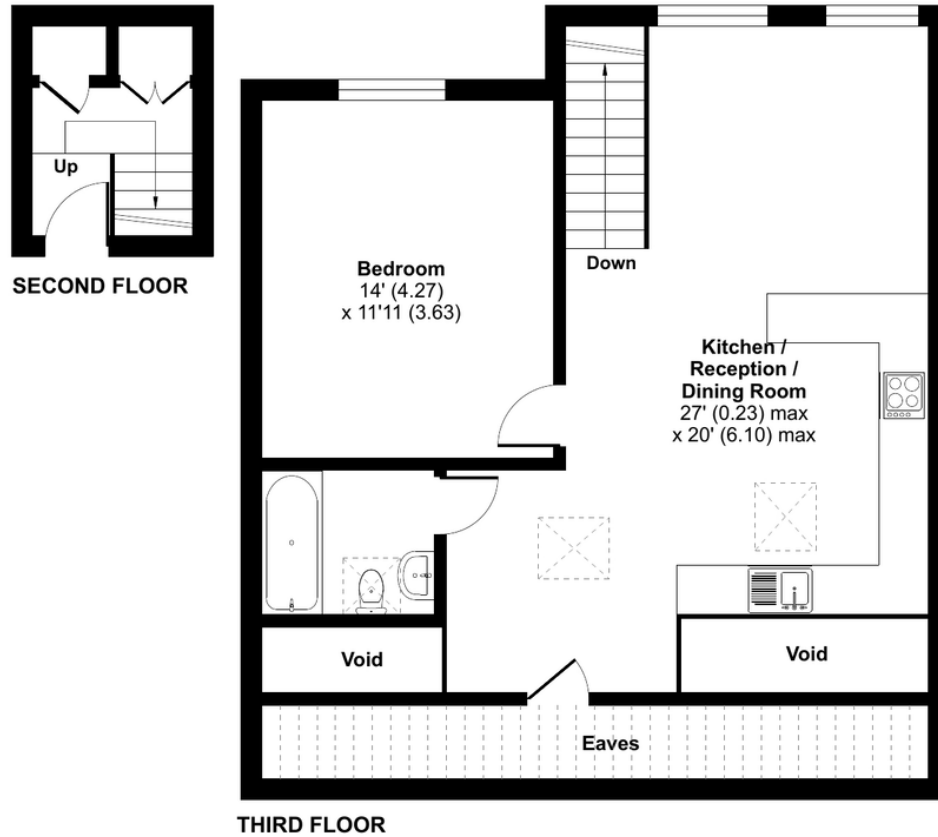 Up
SECOND FLOOR
Bedroom
14' (4.27)
x 11'11 (3.63)
Down
Kitchen /
Reception /
Dining Room
27' (0.23) max
x 20' (6.10) max
Void
Void
Eaves
THIRD FLOOR